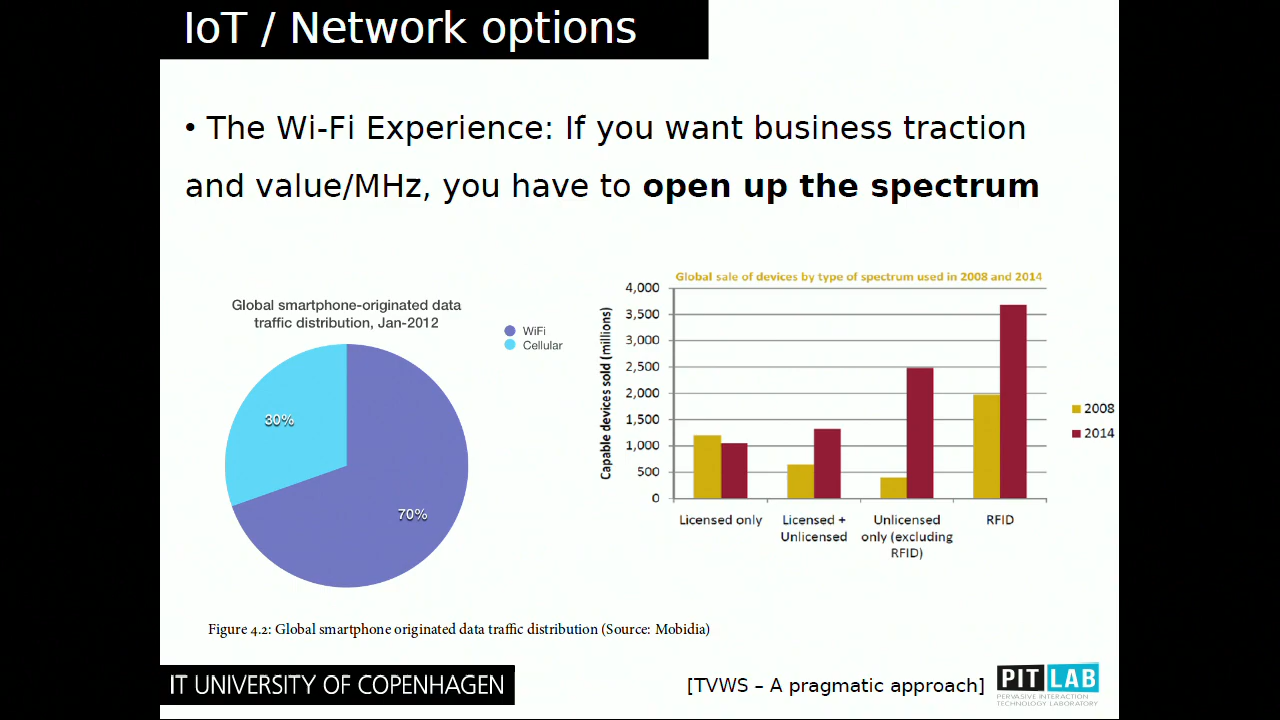 IoT / Network options
• The Wi-Fi Experience: If you want business traction
and value/MHz, you have to open up the spectrum
Global smartphone-originated data
traffic distribution, Jan-2012
WiFi
Cellular
30%
70%
Global sale of devices by type of spectrum used in 2008 and 2014
Capable devices sold (millions)
4,000
3,500
3,000
2,500
2,000
1,500
1,000
500
0
Licensed only
Licensed +
Unlicensed
Unlicensed
only (excluding
RFID)
RFID
2008
2014
Figure 4.2: Global smartphone originated data traffic distribution (Source: Mobidia)
IT UNIVERSITY OF COPENHAGEN
[TVWS – A pragmatic approach]
PIT LAB
PERVASIVE INTERACTION
TECHNOLOGY LABORATORY